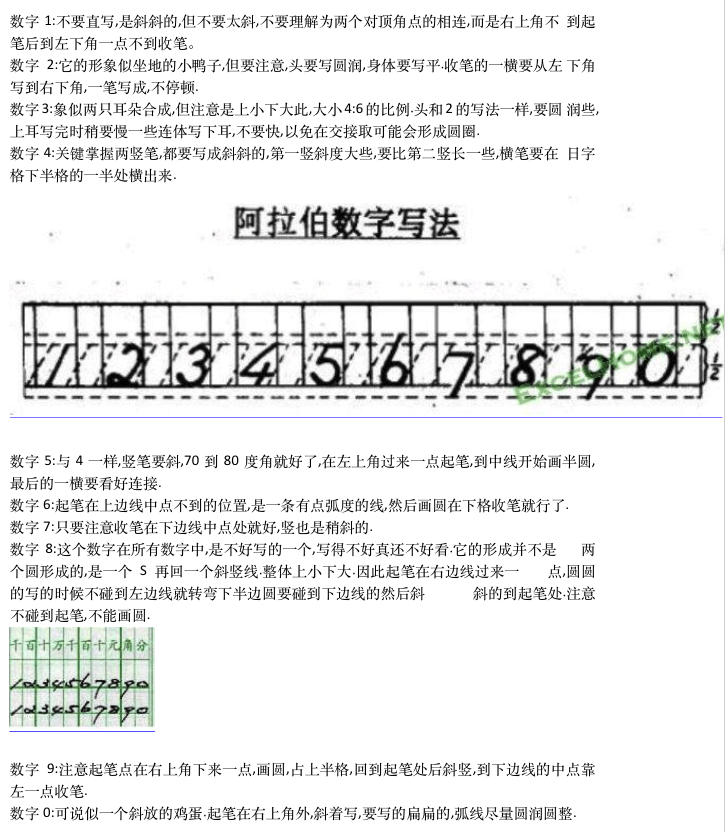 数字 1:不要直写,是斜斜的,但不要太斜,不要理解为两个对顶角点的相连,而是右上角不 到起
笔后到左下角一点不到收笔。
数字 2:它的形象似坐地的小鸭子,但要注意,头要写圆润,身体要写平.收笔的一横要从左 下角
写到右下角,一笔写成,不停顿.
数字3:象似两只耳朵合成,但注意是上小下大此,大小4:6的比例.头和2的写法一样,要圆 润些,
上耳写完时稍要慢一些连体写下耳,不要快,以免在交接取可能会形成圆圈.
数字 4:关键掌握两竖笔,都要写成斜斜的,第一竖斜度大些,要比第二竖长一些,横笔要在 日字
格下半格的一半处横出来.
阿拉伯数字写法
1 2 3 4 5 6 7 8 9 0
1/2
EXCELHOME.NET
数字 5:与 4 一样,竖笔要斜,70 到 80 度角就好了,在左上角过来一点起笔,到中线开始画半圆,
最后的一横要看好连接.
数字 6:起笔在上边线中点不到的位置,是一条有点弧度的线,然后画圆在下格收笔就行了.
数字 7:只要注意收笔在下边线中点处就好,竖也是稍斜的.
数字 8:这个数字在所有数字中,是不好写的一个,写得不好真还不好看.它的形成并不是 两
个圆形成的,是一个 S 再回一个斜竖线.整体上小下大.因此起笔在右边线过来一 点,圆圆
的写的时候不碰到左边线就转弯下半边圆要碰到下边线的然后斜 斜的到起笔处.注意
不碰到起笔,不能画圆.
千百十万千百十元角分
1234567890
1234567890
数字 9:注意起笔点在右上角下来一点,画圆,占上半格,回到起笔处后斜竖,到下边线的中点靠
左一点收笔.
数字 0:可说似一个斜放的鸡蛋.起笔在右上角外,斜着写,要写的扁扁的,弧线尽量圆润圆整.